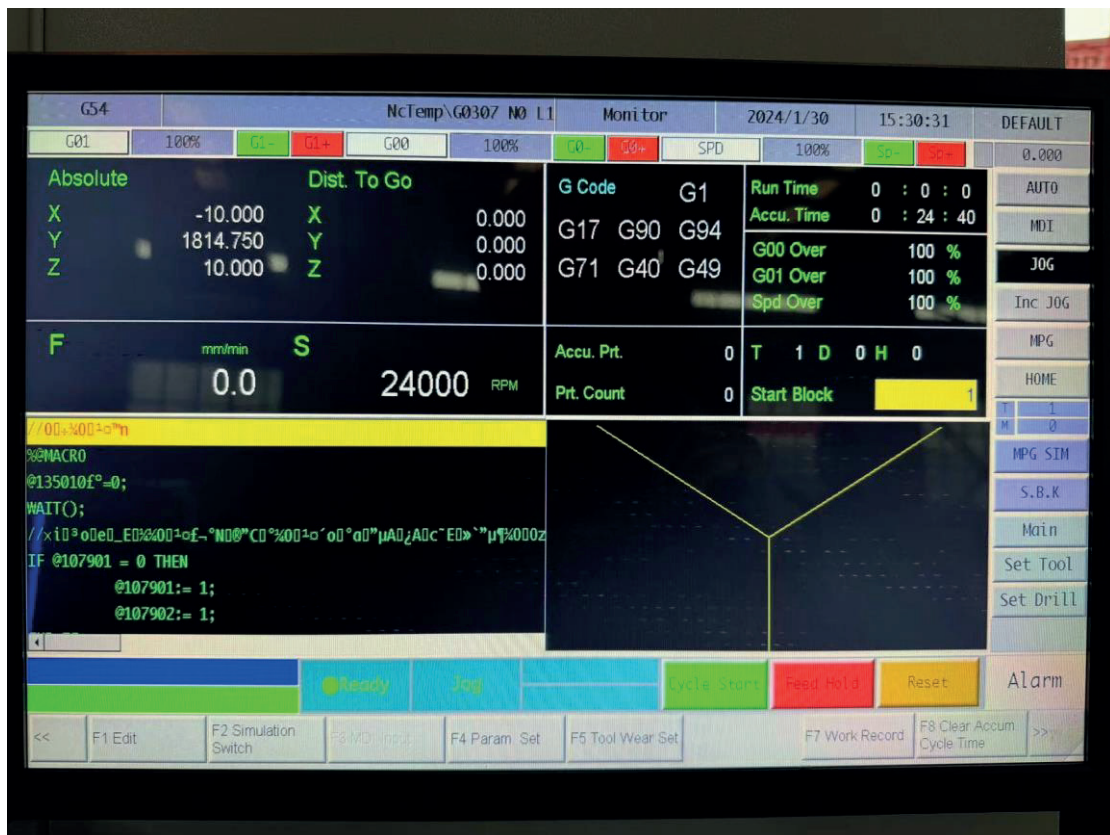 G54 NcTemp\G0307 N0 L1 Monitor 2024/1/30 15:30:31 DEFAULT
G01 100% G1- G1+ G00 100% G0- G0+ SPD 100% Sp- Sp+ 0.000
Absolute
X -10.000
Y 1814.750
Z 10.000
Dist. To Go
X 0.000
Y 0.000
Z 0.000
G Code G1
G17 G90 G94
G71 G40 G49
Run Time 0 : 0 : 0
Accu. Time 0 : 24 : 40
G00 Over 100 %
G01 Over 100 %
Spd Over 100 %
F mm/min
0.0
S
24000 RPM
Accu. Prt. 0
Prt. Count 0
T 1 D 0 H 0
Start Block 1
%@MACRO
WAIT();
IF @107901 = 0 THEN
@107901:= 1;
@107902:= 1;
AUTO
MDI
JOG
Inc JOG
MPG
HOME
T 1
M 0
MPG SIM
S.B.K
Main
Set Tool
Set Drill
Ready Jog Cycle Start Feed Hold Reset Alarm
<< F1 Edit
F2 Simulation
Switch
F3 MDI Input
F4 Param. Set
F5 Tool Wear Set
F7 Work Record
F8 Clear Accum
Cycle Time
>>